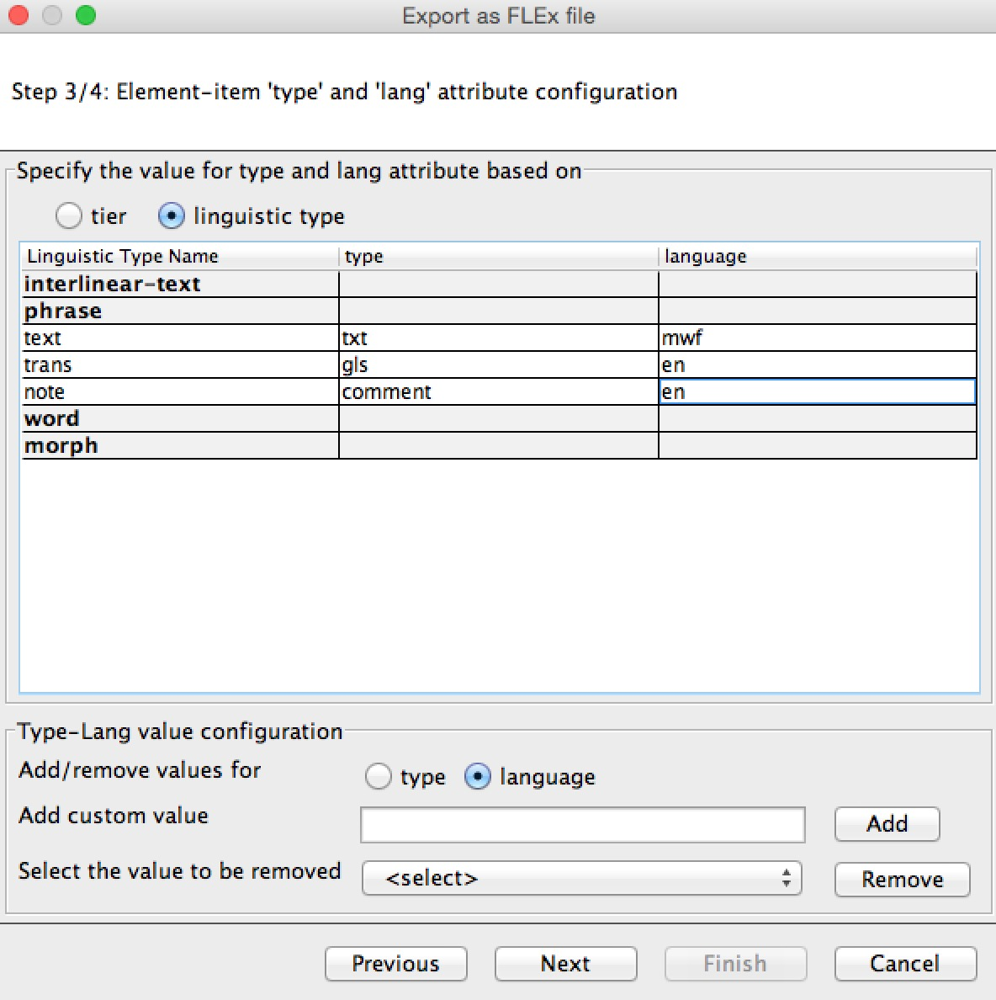 Export as FLEx file
Step 3/4: Element-item 'type' and 'lang' attribute configuration
Specify the value for type and lang attribute based on
tier linguistic type
Linguistic Type Name type language
interlinear-text
phrase
text txt mwf
trans gls en
note comment en
word
morph
Type-Lang value configuration
Add/remove values for type language
Add custom value Add
Select the value to be removed <select> Remove
Previous Next Finish Cancel